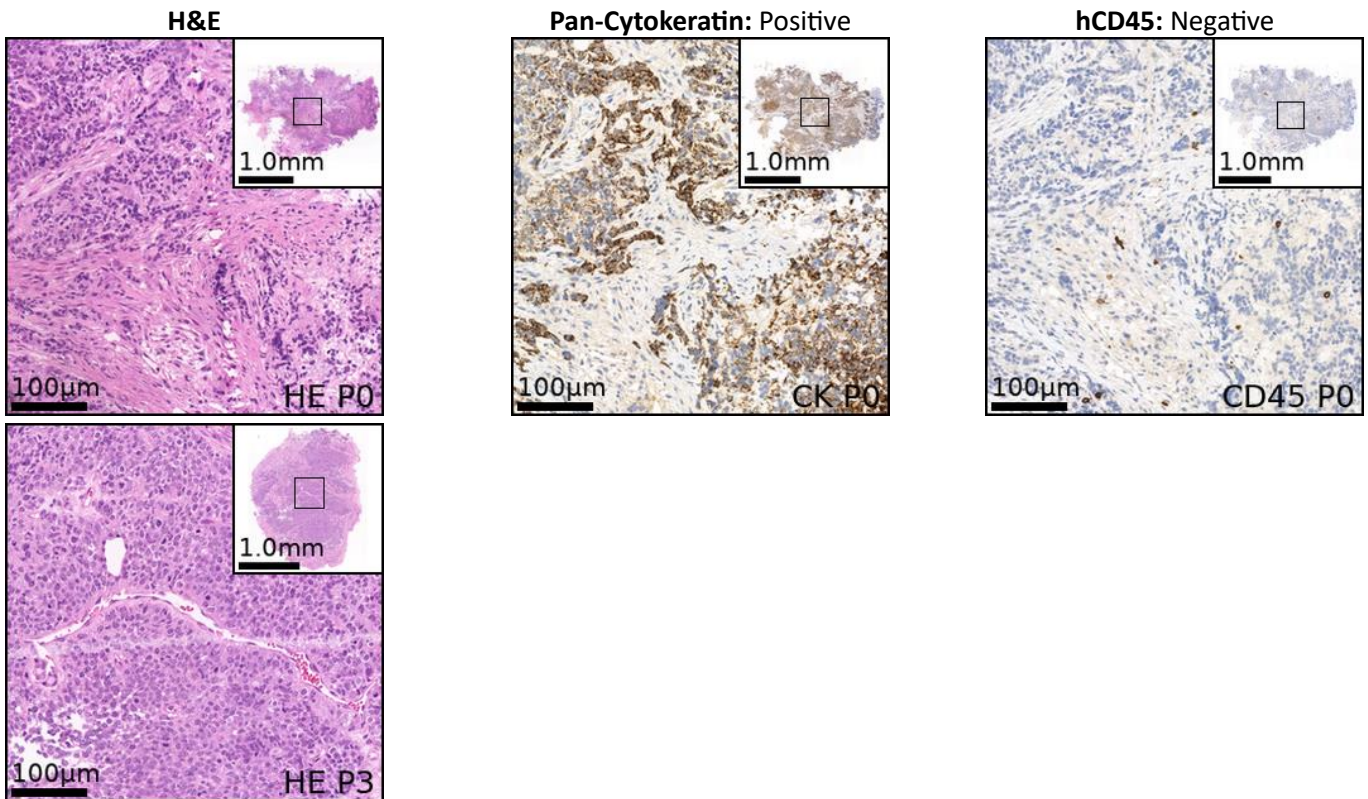 H&E
Pan-Cytokeratin: Positive
hCD45: Negative
1.0mm
100µm
HE P0
1.0mm
100µm
CK P0
1.0mm
100µm
CD45 P0
1.0mm
100µm
HE P3